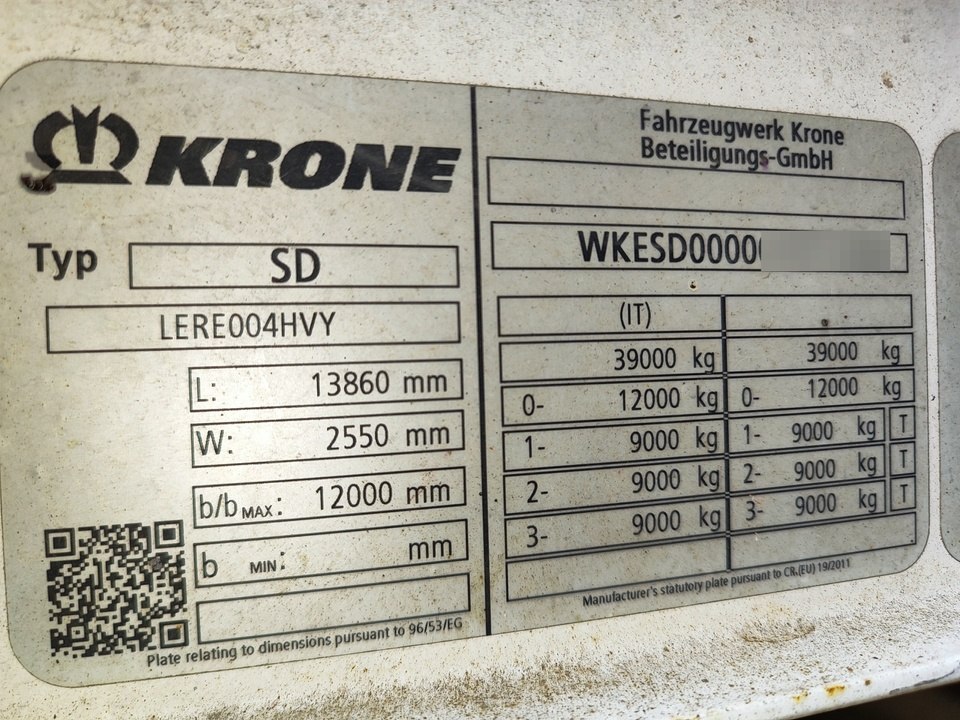 KRONE
Typ SD
LERE004HVY
L: 13860 mm
W: 2550 mm
b/b MAX: 12000 mm
b MIN: mm
Plate relating to dimensions pursuant to 96/53/EG
Fahrzeugwerk Krone
Beteiligungs-GmbH
WKESD0000
(IT)
39000 kg 39000 kg
0- 12000 kg 0- 12000 kg
1- 9000 kg 1- 9000 kg T
2- 9000 kg 2- 9000 kg T
3- 9000 kg 3- 9000 kg T
Manufacturer's statutory plate pursuant to CR.(EU) 19/2011